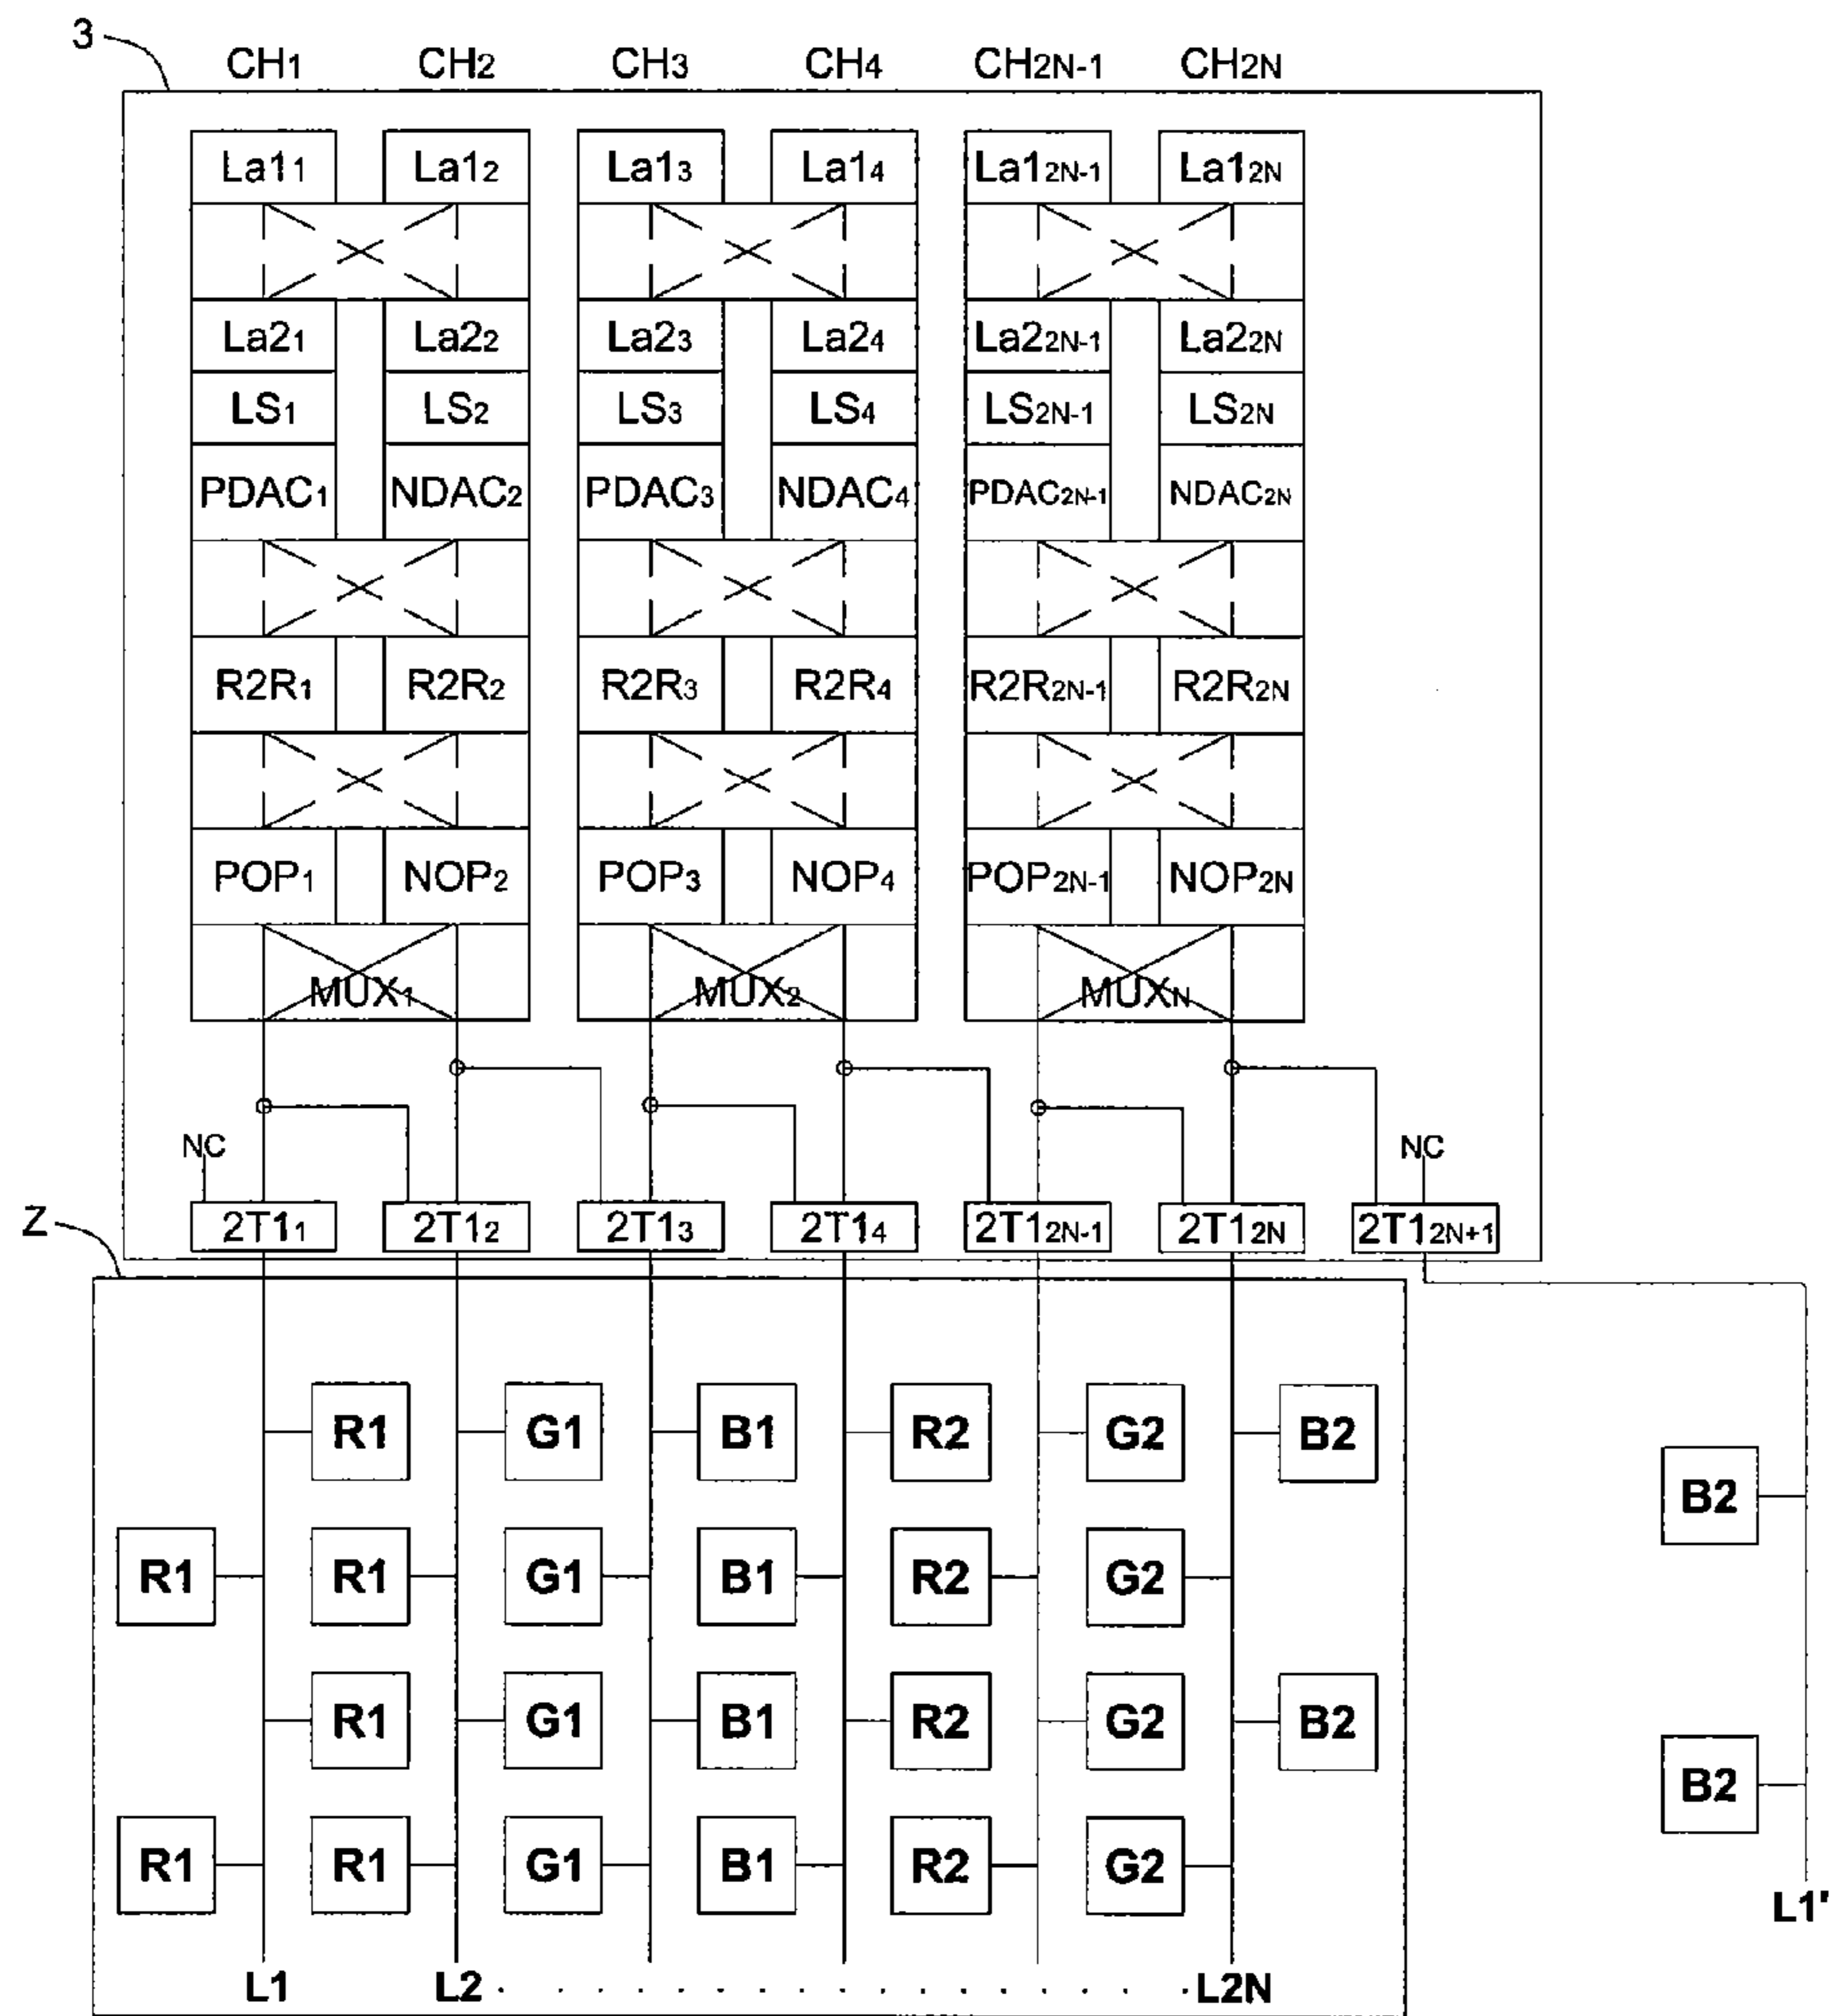 3
CH1 CH2 CH3 CH4 CH2N-1 CH2N
La11 La12 La13 La14 La12N-1 La12N
La21 La22 La23 La24 La22N-1 La22N
LS1 LS2 LS3 LS4 LS2N-1 LS2N
PDAC1 NDAC2 PDAC3 NDAC4 PDAC2N-1 NDAC2N
R2R1 R2R2 R2R3 R2R4 R2R2N-1 R2R2N
POP1 NOP2 POP3 NOP4 POP2N-1 NOP2N
MUX1 MUX2 MUXN
NC NC
Z
2T11 2T12 2T13 2T14 2T12N-1 2T12N 2T12N+1
R1 G1 B1 R2 G2 B2
B2
R1 R1 G1 B1 R2 G2
R1 G1 B1 R2 G2 B2
B2
R1 R1 G1 B1 R2 G2
L1'
L1 L2 . . . . . . . . . . . . . L2N